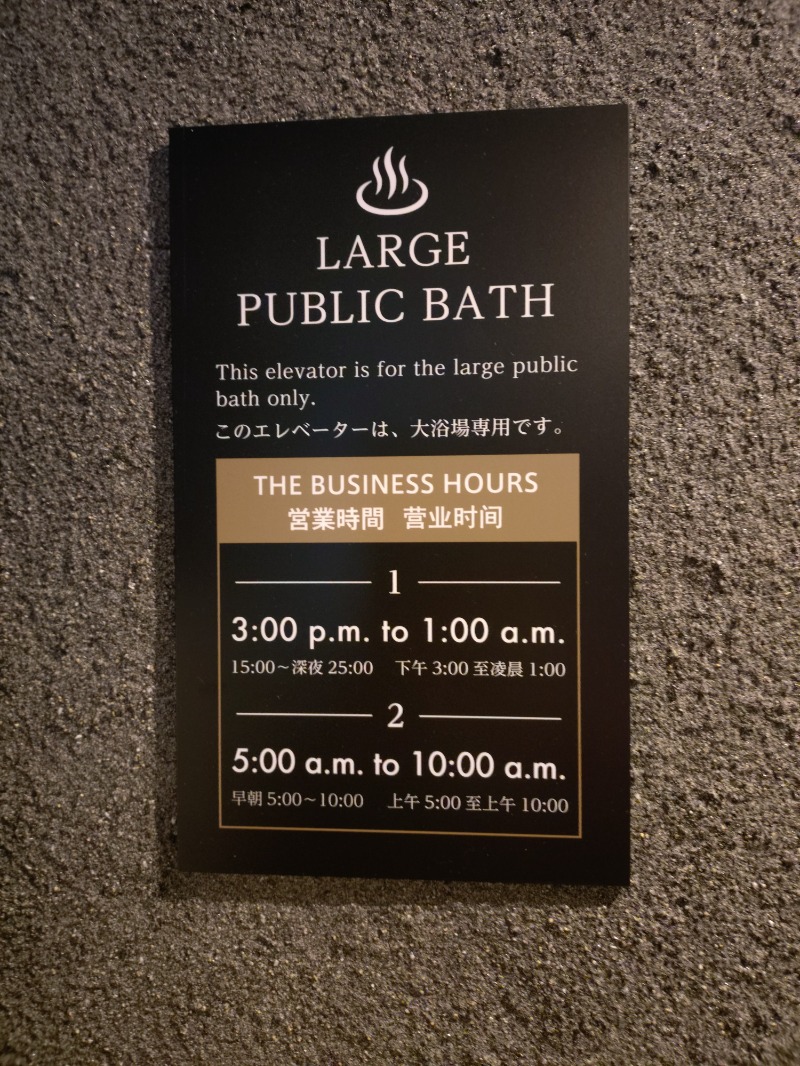 LARGE
PUBLIC BATH
This elevator is for the large public
bath only.
このエレベーターは、大浴場専用です。
THE BUSINESS HOURS
営業時間 营业时间
1
3:00 p.m. to 1:00 a.m.
15:00～深夜 25:00 下午 3:00 至凌晨 1:00
2
5:00 a.m. to 10:00 a.m.
早朝 5:00～10:00 上午 5:00 至上午 10:00